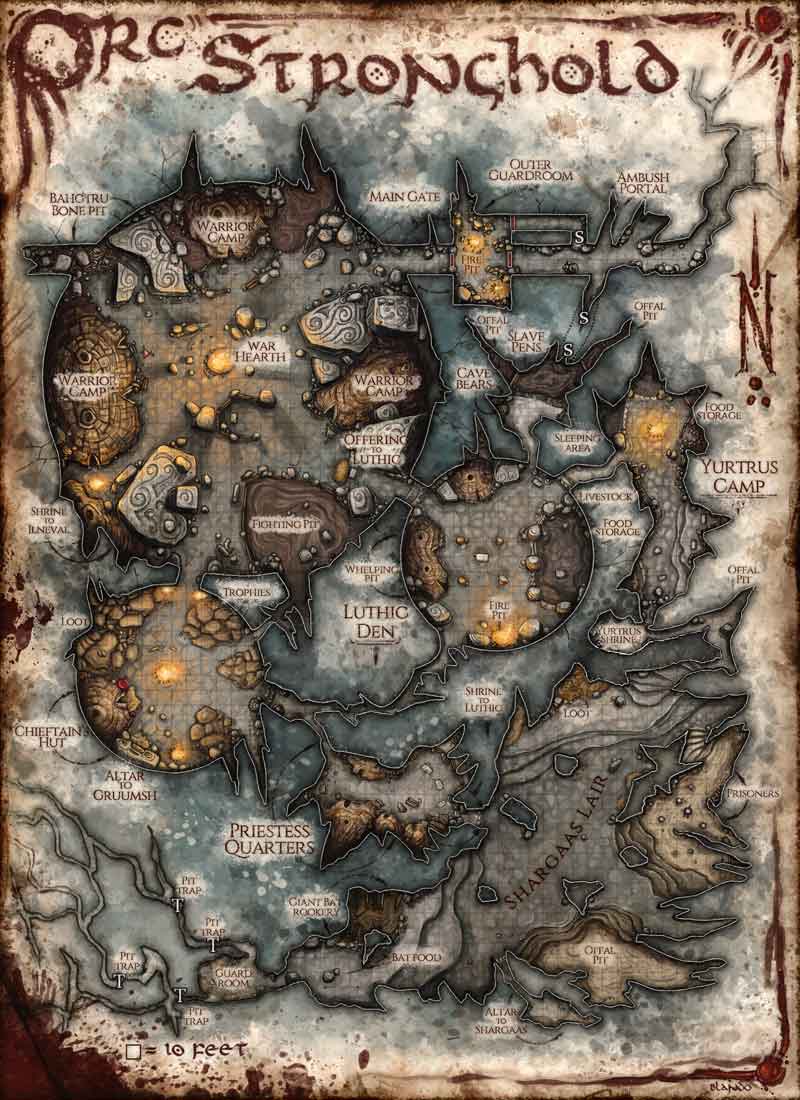 Orc Stronghold
Bahgtru
Bone pit
Warrior
Camp
Main Gate
Outer
Guardroom
Ambush
Portal
Fire
Pit
S
S
S
Offal
Pit
Slave
Pens
Offal
Pit
N
War
Hearth
Warrior
Camp
Warrior
Camp
Cave
Bears
Offering
to
Luthic
Sleeping
area
Food
Storage
Yurtrus
Camp
Livestock
Food
Storage
Shrine
to
Ilneval
Fighting Pit
Whelping
pit
Offal
Pit
Trophies
Luthic
Den
Fire
Pit
Loot
Yurtrus
Shrine
Shrine
to
Luthic
Loot
Chieftain's
Hut
Altar
to
Gruumsh
Prisoners
Shargaas Lair
Priestess
Quarters
Pit
Trap
T
Giant Bat
Rookery
Pit
Trap
T
Pit
Trap
T
Guard
Room
Bat Food
Offal
Pit
T
Pit
Trap
Altar
to
Shargaas
= 10 feet
Blando